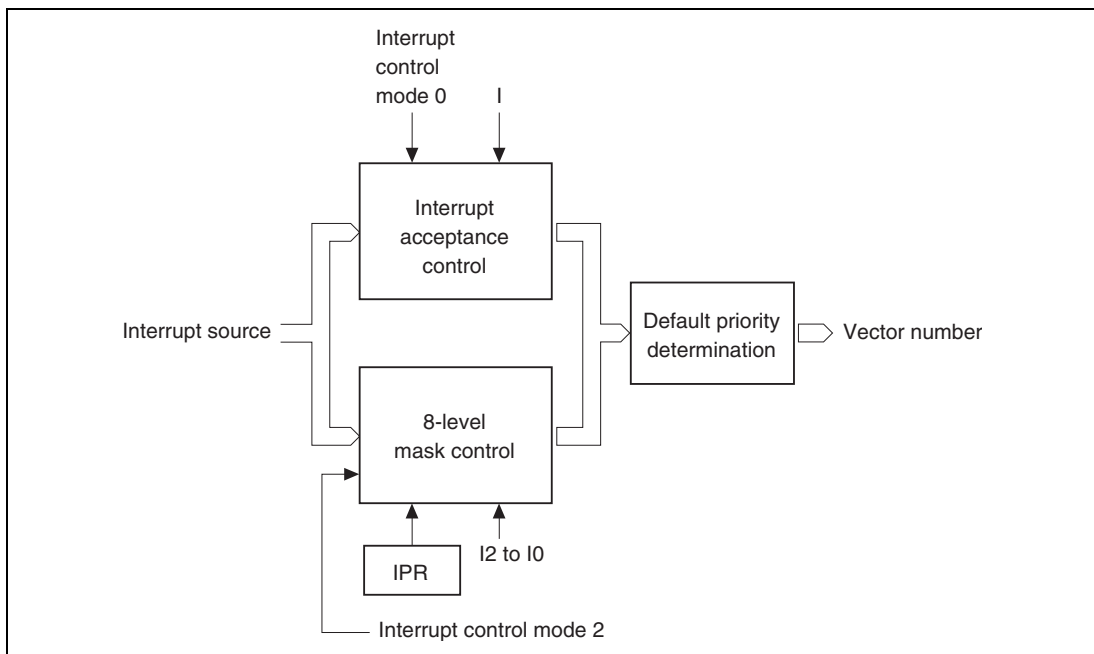 Interrupt
control
mode 0
I
Interrupt
acceptance
control
Interrupt source
Default priority
determination
Vector number
8-level
mask control
IPR
I2 to I0
Interrupt control mode 2